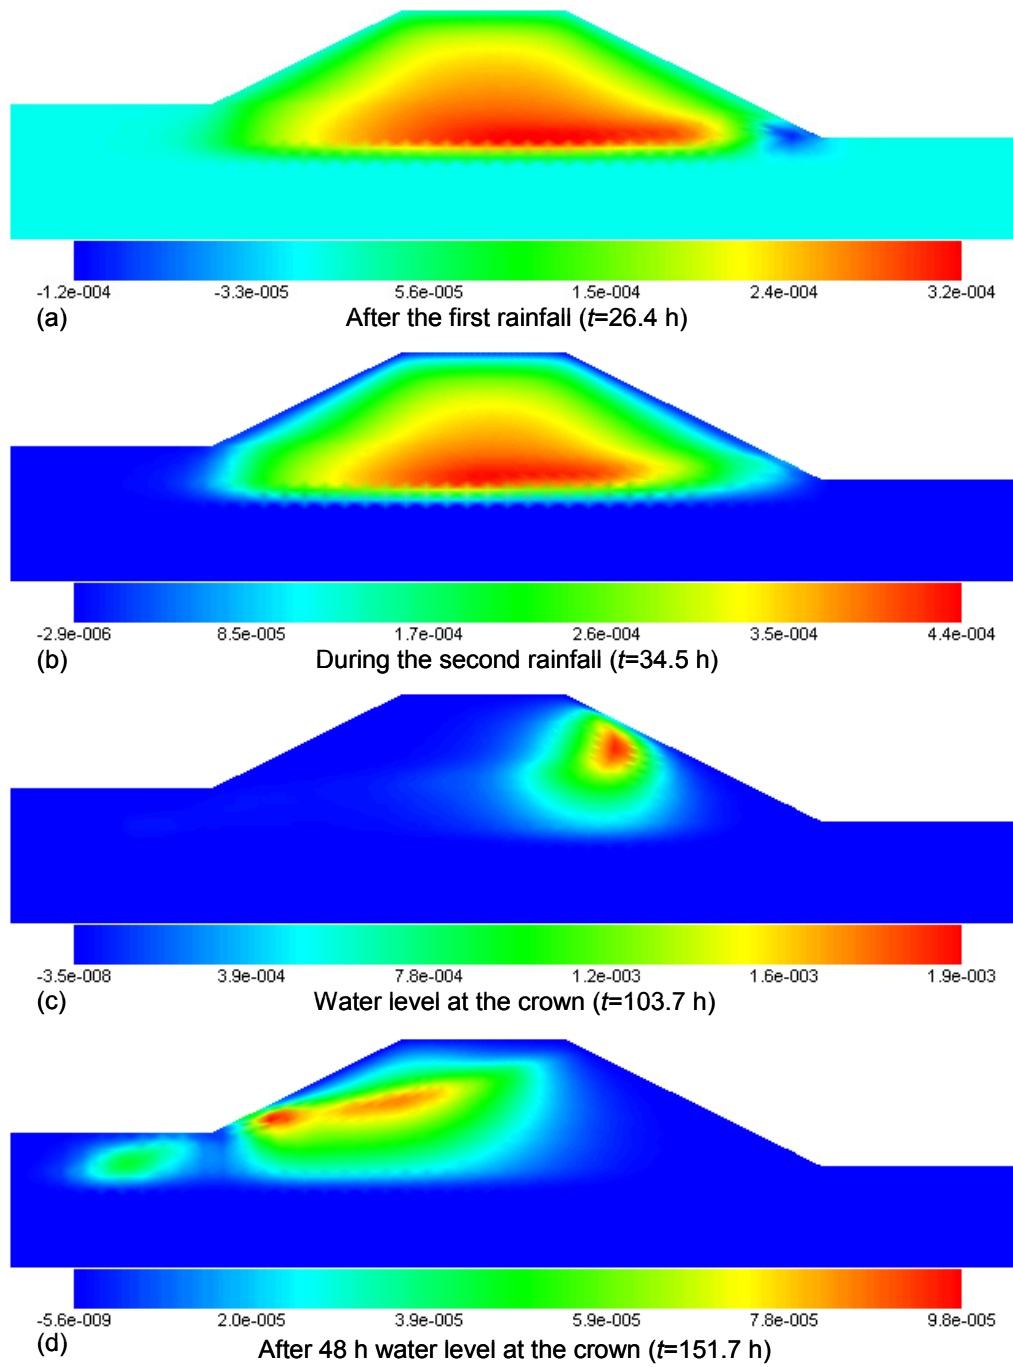 -1.2e-004 -3.3e-005 5.6e-005 1.5e-004 2.4e-004 3.2e-004
(a) After the first rainfall (t=26.4 h)
-2.9e-006 8.5e-005 1.7e-004 2.6e-004 3.5e-004 4.4e-004
(b) During the second rainfall (t=34.5 h)
-3.5e-008 3.9e-004 7.8e-004 1.2e-003 1.6e-003 1.9e-003
(c) Water level at the crown (t=103.7 h)
-5.6e-009 2.0e-005 3.9e-005 5.9e-005 7.8e-005 9.8e-005
(d) After 48 h water level at the crown (t=151.7 h)